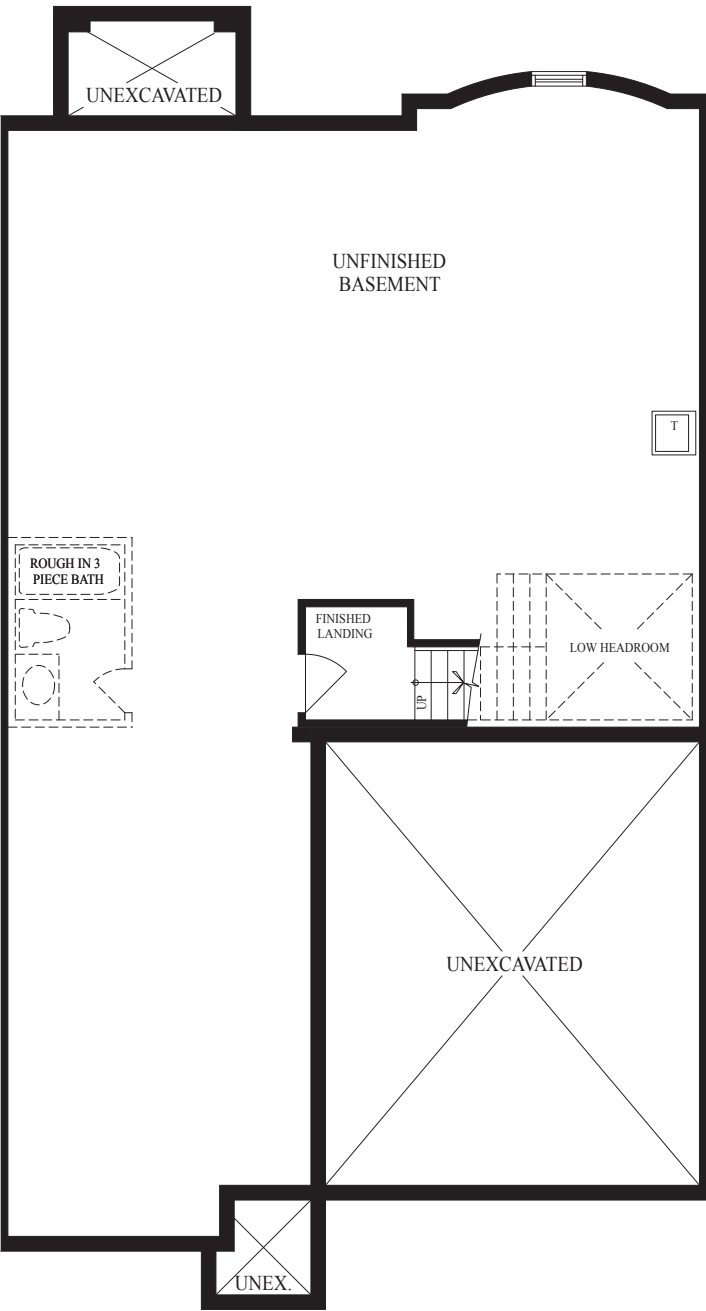 UNEXCAVATED
UNFINISHED
BASEMENT
T
ROUGH IN 3
PIECE BATH
FINISHED
LANDING
LOW HEADROOM
UP
UNEXCAVATED
UNEX.